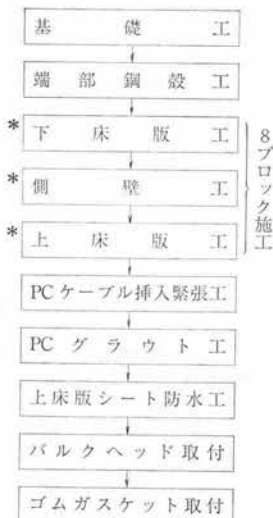 基礎工
端部鋼殻工
* 下床版工
* 側壁工
* 上床版工
8ブロック施工
PCケーブル挿入緊張工
PCグラウト工
上床版シート防水工
バルクヘッド取付
ゴムガスケット取付